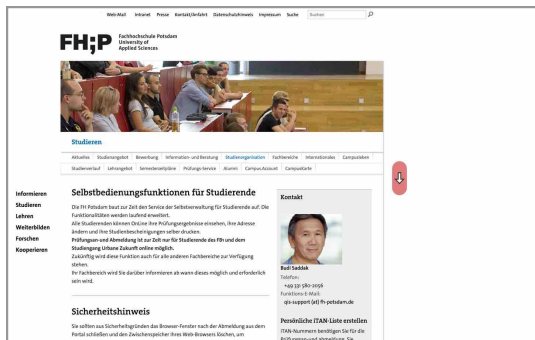 Web-Mail Intranet Presse Kontakt/Anfahrt Datenschutzhinweis Impressum Suche Suchen
FH;P
Fachhochschule Potsdam
University of
Applied Sciences
Studieren
Aktuelles Studienangebot Bewerbung Information- und Beratung Studienorganisation Fachbereiche Internationales Campusleben
Studienverlauf Lehrangebot Semesterzeitpläne Prüfungs-Service Alumni Campus.Account CampusKarte
Informieren
Studieren
Lehren
Weiterbilden
Forschen
Kooperieren
Selbstbedienungsfunktionen für Studierende
Die FH Potsdam baut zur Zeit den Service der Selbstverwaltung für Studierende auf. Die
Funktionalitäten werden laufend erweitert.
Alle Studierenden können OnLine ihre Prüfungsergebnisse einsehen, ihre Adresse
ändern und ihre Studienbescheinigungen selber drucken.
Prüfungsan-und Abmeldung ist zur Zeit nur für Studierende des FB1 und dem
Studiengang Urbane Zukunft online möglich.
Zukünftig wird diese Funktion auch für alle anderen Fachbereiche zur Verfügung
stehen.
Ihr Fachbereich wird Sie darüber informieren ab wann dieses möglich und erforderlich
sein wird.
Sicherheitshinweis
Sie sollten aus Sicherheitsgründen das Browser-Fenster nach der Abmeldung aus dem
Portal schließen und den Zwischenspeicher Ihres Web-Browsers löschen, um
Kontakt
Budi Saddak
Telefon:
+49 331 580-2056
Funktions-E-Mail:
qis-support (at) fh-potsdam.de
Persönliche iTAN-Liste erstellen
iTAN-Nummern benötigen Sie für die
Prüfungsan-und abmeldung. Sie